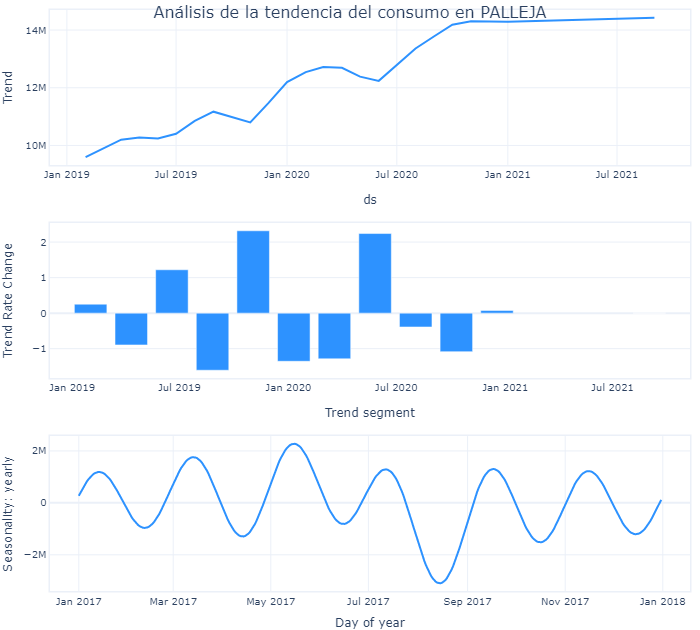 Análisis de la tendencia del consumo en PALLEJA
Trend
14M
12M
10M
Jan 2019 Jul 2019 Jan 2020 Jul 2020 Jan 2021 Jul 2021
ds
Trend Rate Change
2
1
0
−1
Jan 2019 Jul 2019 Jan 2020 Jul 2020 Jan 2021 Jul 2021
Trend segment
Seasonality: yearly
2M
0
−2M
Jan 2017 Mar 2017 May 2017 Jul 2017 Sep 2017 Nov 2017 Jan 2018
Day of year